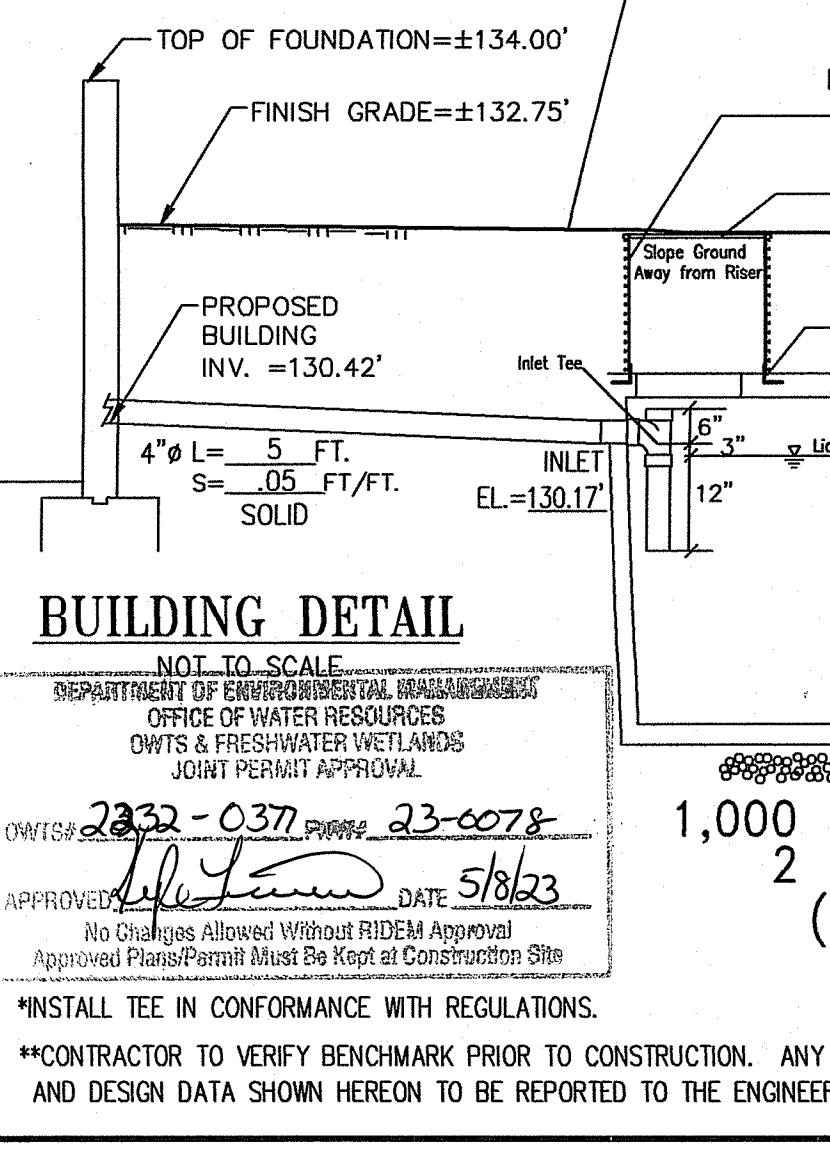 TOP OF FOUNDATION=±134.00'
FINISH GRADE=±132.75'
Slope Ground
Away from Riser
PROPOSED
BUILDING
INV. =130.42'
Inlet Tee
6"
3"
12"
4"ø L= 5 FT.
S= .05 FT/FT.
SOLID
INLET
EL.=130.17'
BUILDING DETAIL
NOT TO SCALE
DEPARTMENT OF ENVIRONMENTAL MANAGEMENT
OFFICE OF WATER RESOURCES
OWTS & FRESHWATER WETLANDS
JOINT PERMIT APPROVAL
OWTS# 2232-0377 FWW# 23-0078
APPROVED DATE 5/8/23
No Changes Allowed Without RIDEM Approval
Approved Plans/Permit Must Be Kept at Construction Site
1,000
2
(
*INSTALL TEE IN CONFORMANCE WITH REGULATIONS.
**CONTRACTOR TO VERIFY BENCHMARK PRIOR TO CONSTRUCTION. ANY
AND DESIGN DATA SHOWN HEREON TO BE REPORTED TO THE ENGINEER